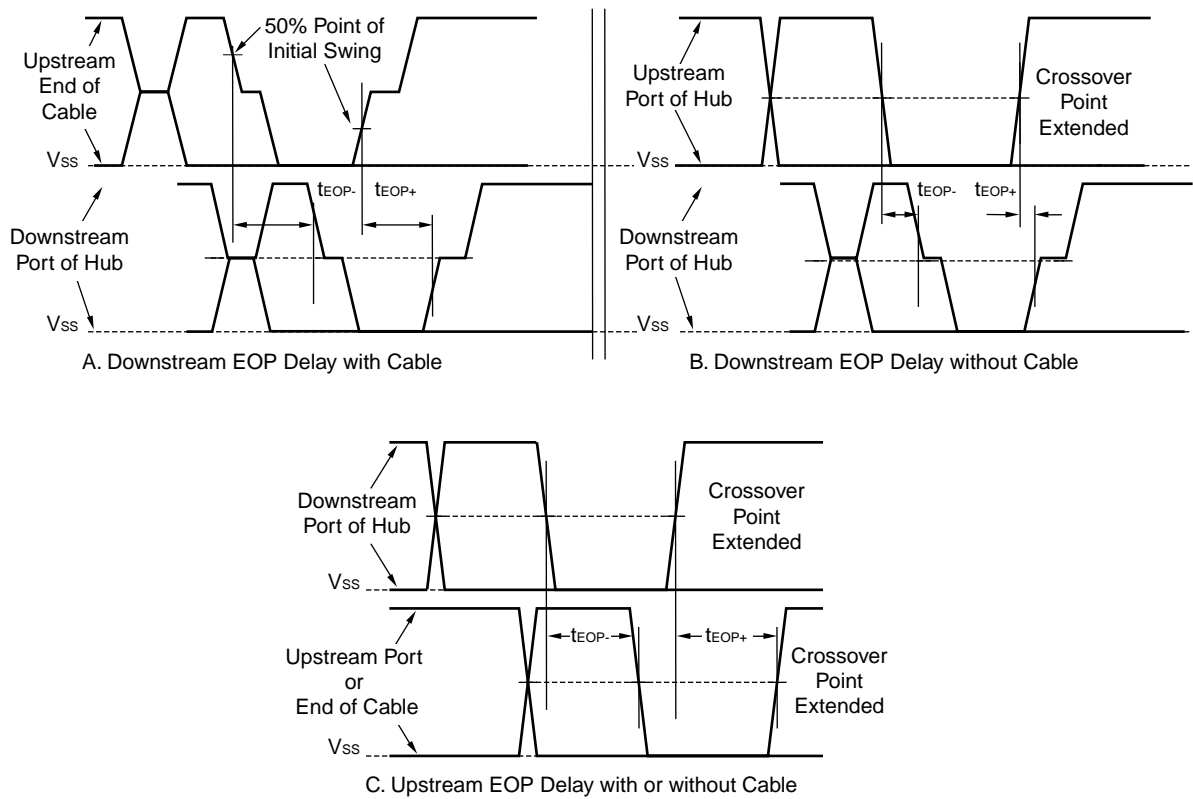 50% Point of
Initial Swing
Upstream
End of
Cable
VSS
tEOP-
tEOP+
Downstream
Port of Hub
VSS
A. Downstream EOP Delay with Cable
Upstream
Port of Hub
Crossover
Point
Extended
VSS
tEOP-
tEOP+
Downstream
Port of Hub
VSS
B. Downstream EOP Delay without Cable
Downstream
Port of Hub
Crossover
Point
Extended
VSS
tEOP-
tEOP+
Upstream Port
or
End of Cable
Crossover
Point
Extended
VSS
C. Upstream EOP Delay with or without Cable